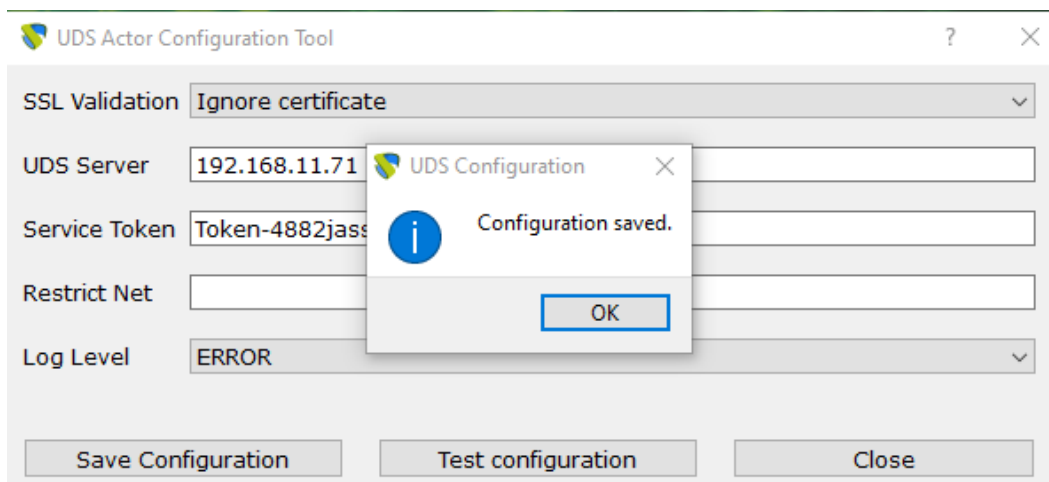 UDS Actor Configuration Tool ?
SSL Validation Ignore certificate
UDS Server 192.168.11.71
UDS Configuration
Configuration saved.
Service Token Token-4882jass
Restrict Net
OK
Log Level ERROR
Save Configuration Test configuration Close